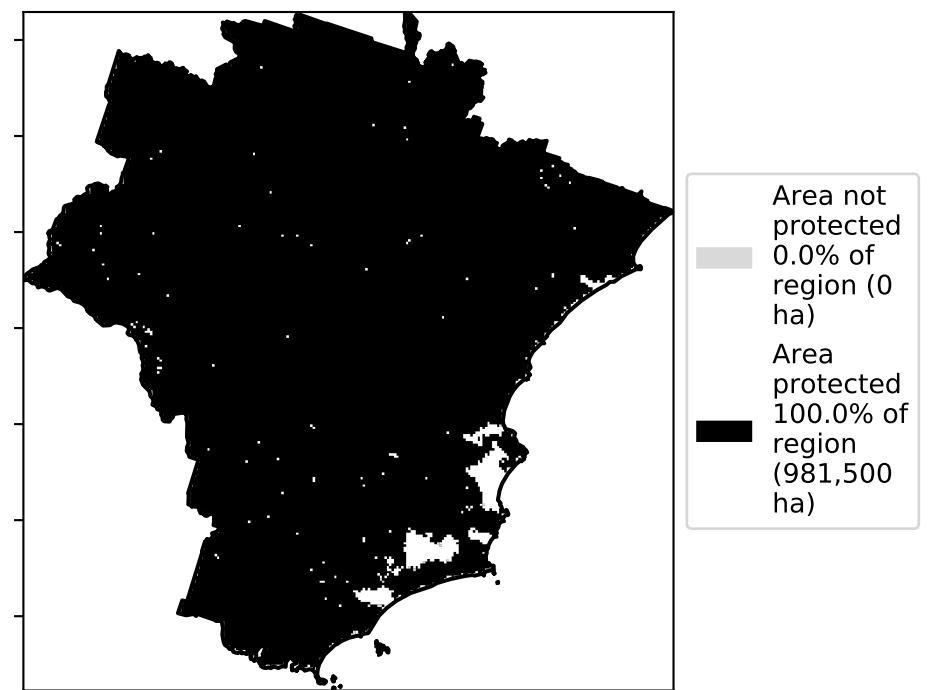 Area not
protected
0.0% of
region (0
ha)
Area
protected
100.0% of
region
(981,500
ha)